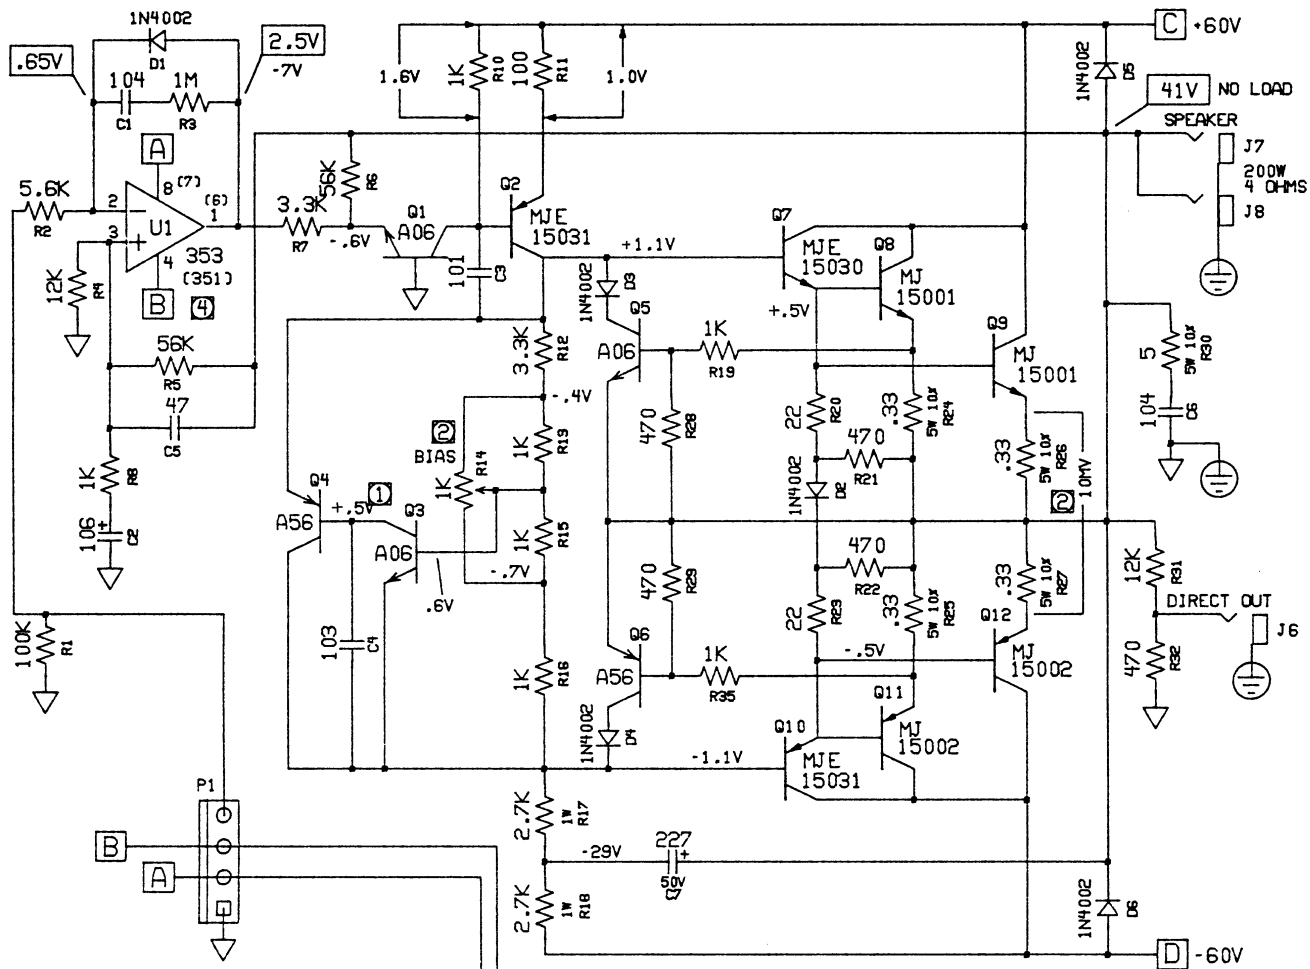 1N4002
D1
.65V
2.5V
-7V
104
C1
1M
R3
A
8 (7)
5.6K
R2
2
3
U1
(6)
1
4
353
(351)
B
4
12K
R4
56K
R5
47
C5
1K
R8
106
+
C2
100K
R1
3.3K
R7
56K
R6
-.6V
Q1
A06
1.6V
1K
R10
100
R11
1.0V
Q2
MJE
15031
101
C3
+1.1V
1N4002
D3
Q5
A06
3.3K
R12
-.4V
2
BIAS
R14
1K
1K
R13
1K
R15
-.7V
Q4
A56
+.5V
1
Q3
A06
.6V
103
C4
1K
R16
1K
R19
470
R28
470
R29
Q6
A56
1K
R35
1N4002
D4
-1.1V
Q7
MJE
15030
+.5V
Q8
MJ
15001
Q9
MJ
15001
22
R20
.33
5W 10%
R24
470
R21
1N4002
D2
470
R22
22
R23
.33
5W 10%
R25
-.5V
.33
5W 10%
R26
2
10MV
.33
5W 10%
R27
Q12
MJ
15002
Q11
MJ
15002
Q10
MJE
15031
C
+60V
1N4002
D5
41V
NO LOAD
SPEAKER
J7
200W
4 OHMS
J8
5
5W 10%
R30
104
C6
12K
R31
DIRECT OUT
J6
470
R32
2.7K
1W
R17
-29V
227
+
50V
2.7K
1W
R18
1N4002
D6
D
-60V
P1
B
A